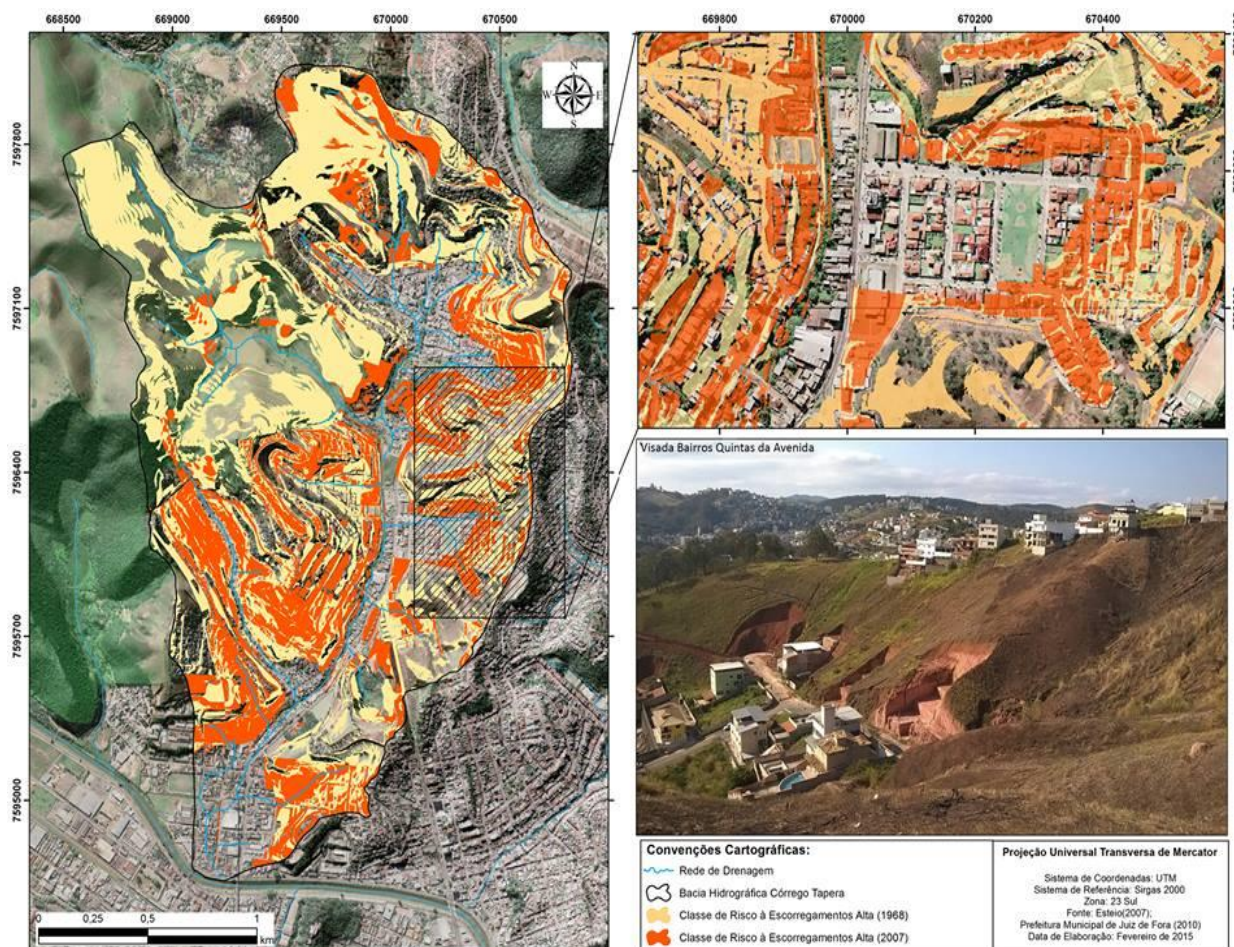 668500 669000 669500 670000 670500
669800 670000 670200 670400
N
W E
S
7597800
7597100
7596400
7595700
7595000
Visada Bairros Quintas da Avenida
0 0,25 0,5 1
km
Convenções Cartográficas:
Rede de Drenagem
Bacia Hidrográfica Córrego Tapera
Classe de Risco à Escorregamentos Alta (1968)
Classe de Risco à Escorregamentos Alta (2007)
Projeção Universal Transversa de Mercator
Sistema de Coordenadas: UTM
Sistema de Referência: Sirgas 2000
Zona: 23 Sul
Fonte: Esteio(2007);
Prefeitura Municipal de Juiz de Fora (2010)
Data de Elaboração: Fevereiro de 2015